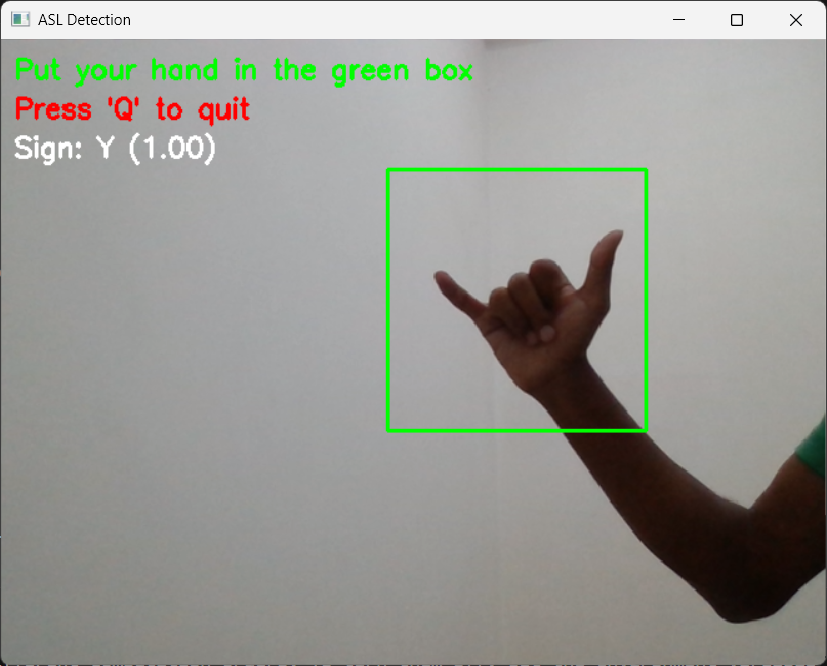 ASL Detection
Put your hand in the green box
Press 'Q' to quit
Sign: Y (1.00)